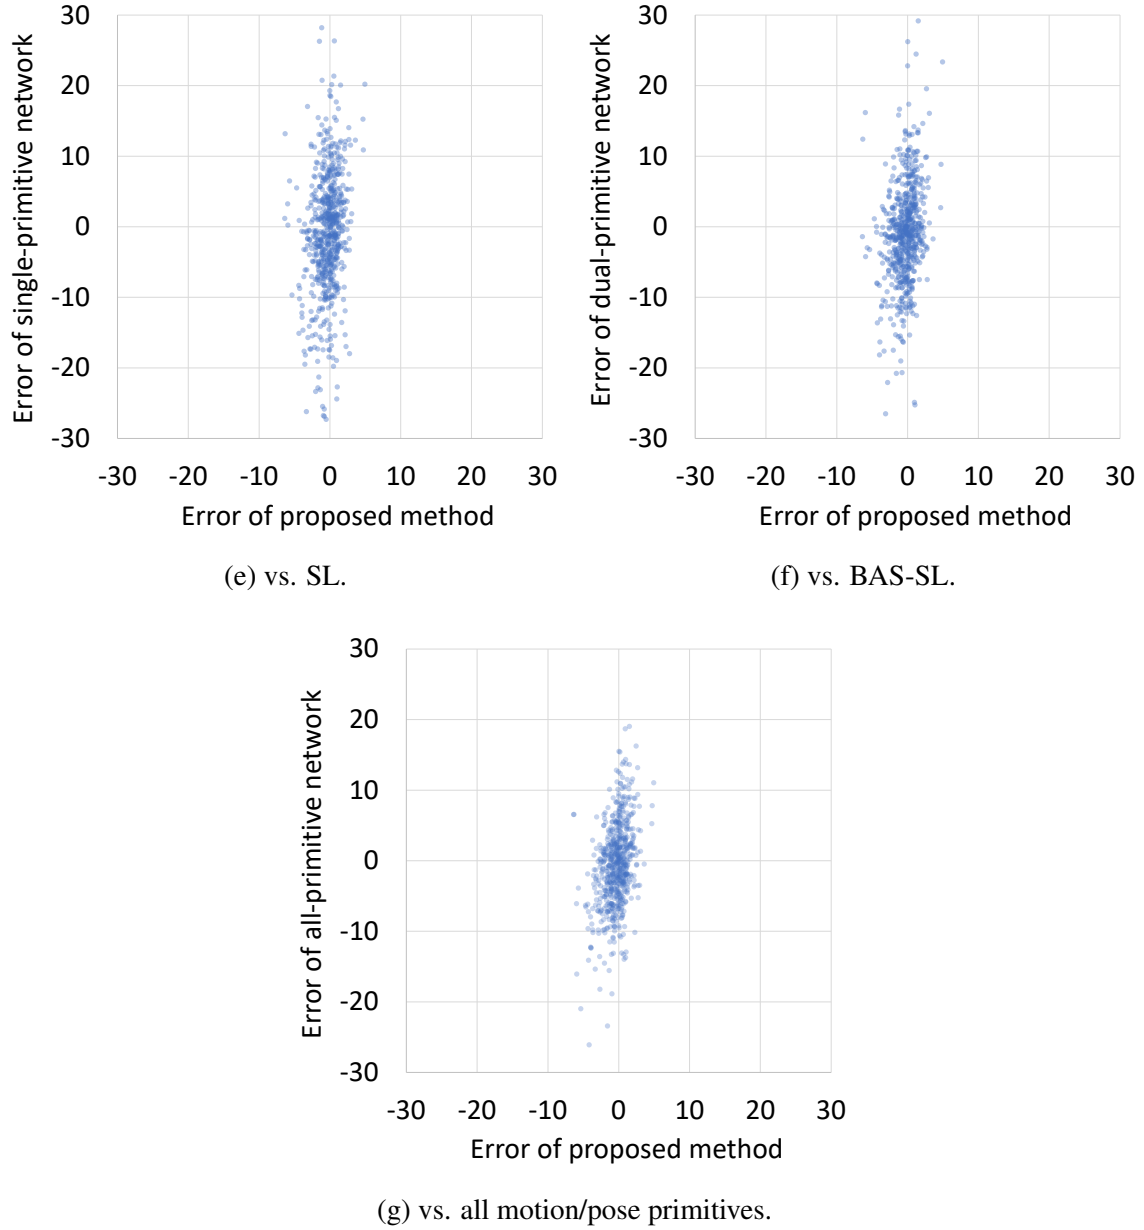 Error of single-primitive network
30
20
10
0
-10
-20
-30
-30 -20 -10 0 10 20 30
Error of proposed method
(e) vs. SL.
Error of dual-primitive network
30
20
10
0
-10
-20
-30
-30 -20 -10 0 10 20 30
Error of proposed method
(f) vs. BAS-SL.
Error of all-primitive network
30
20
10
0
-10
-20
-30
-30 -20 -10 0 10 20 30
Error of proposed method
(g) vs. all motion/pose primitives.